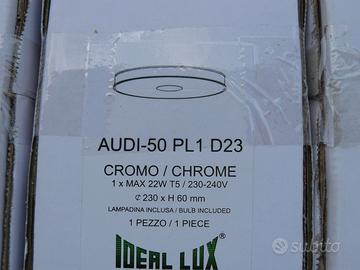 AUDI-50 PL1 D23
CROMO / CHROME
1 x MAX 22W T5 / 230-240V
¢ 230 x H 60 mm
LAMPADINA INCLUSA / BULB INCLUDED
1 PEZZO / 1 PIECE
IDEAL LUX®
subito